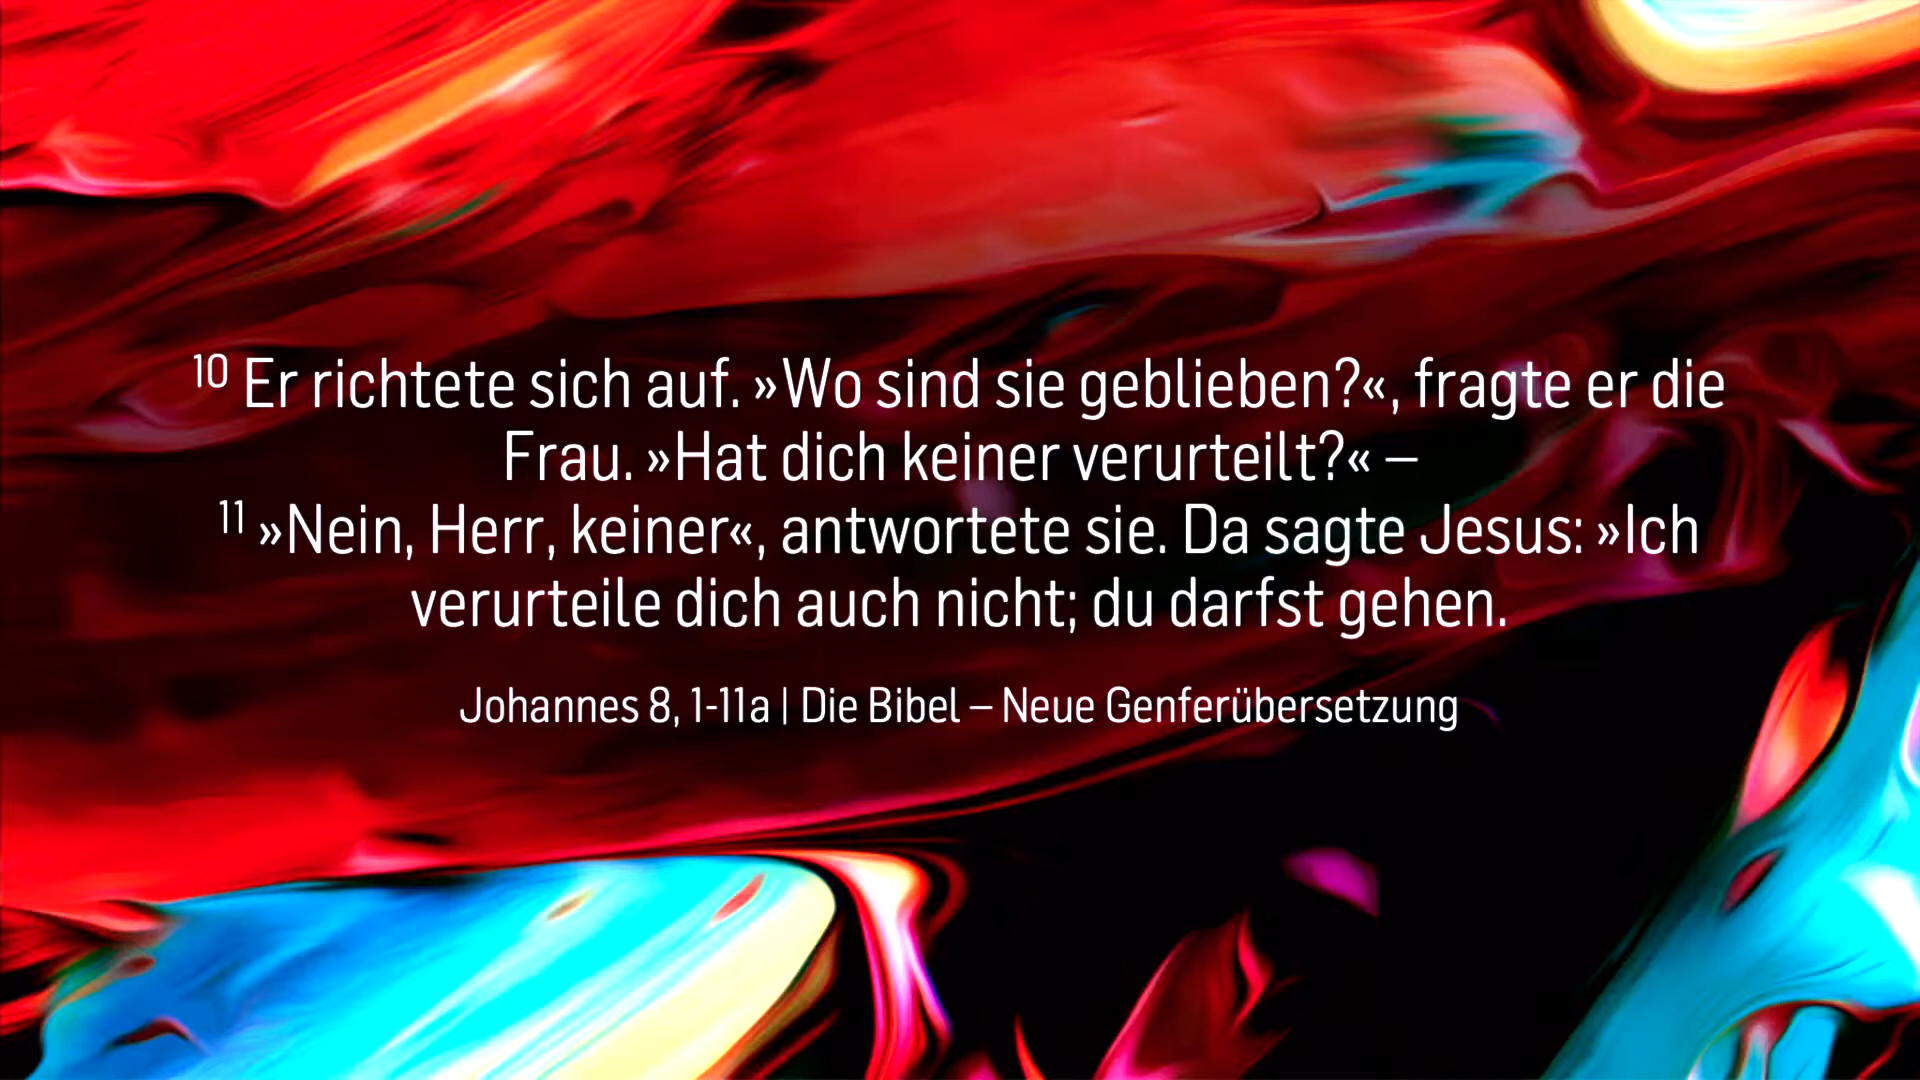 10 Er richtete sich auf. »Wo sind sie geblieben?«, fragte er die
Frau. »Hat dich keiner verurteilt?« –
11 »Nein, Herr, keiner«, antwortete sie. Da sagte Jesus: »Ich
verurteile dich auch nicht; du darfst gehen.
Johannes 8, 1-11a | Die Bibel – Neue Genferübersetzung